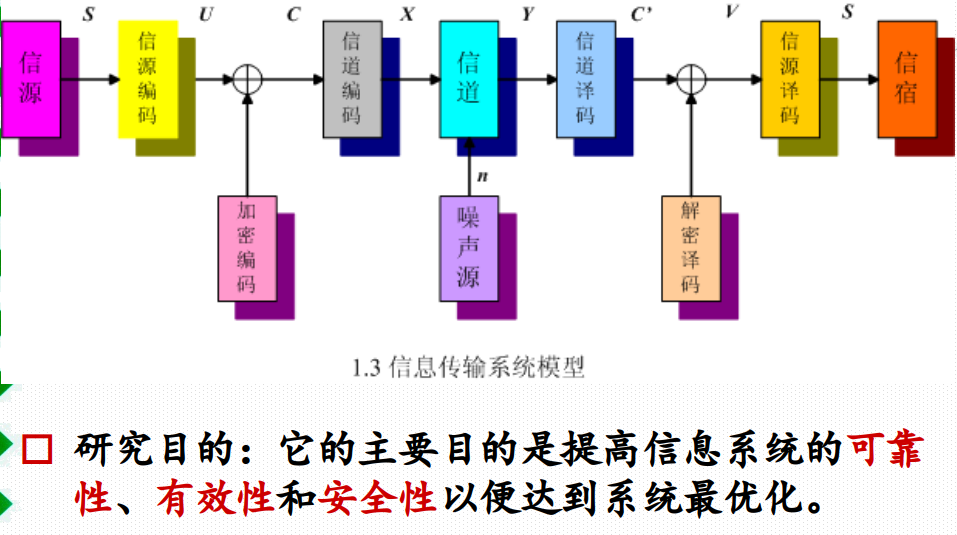 S U C X Y C’ V S
信源
信源编码
信道编码
信道
信道译码
信源译码
信宿
n
加密编码
噪声源
解密译码
1.3 信息传输系统模型
研究目的：它的主要目的是提高信息系统的可靠
性、有效性和安全性以便达到系统最优化。